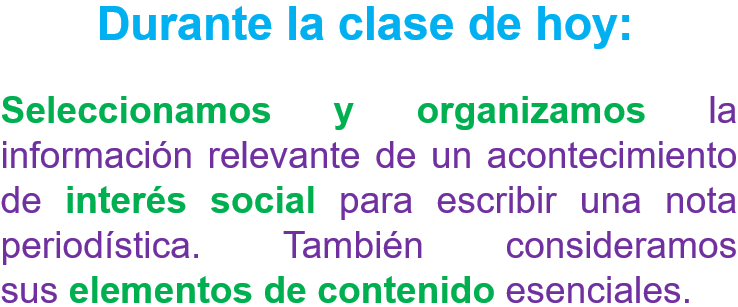 Durante la clase de hoy:
Seleccionamos y organizamos la
información relevante de un acontecimiento
de interés social para escribir una nota
periodística. También consideramos
sus elementos de contenido esenciales.